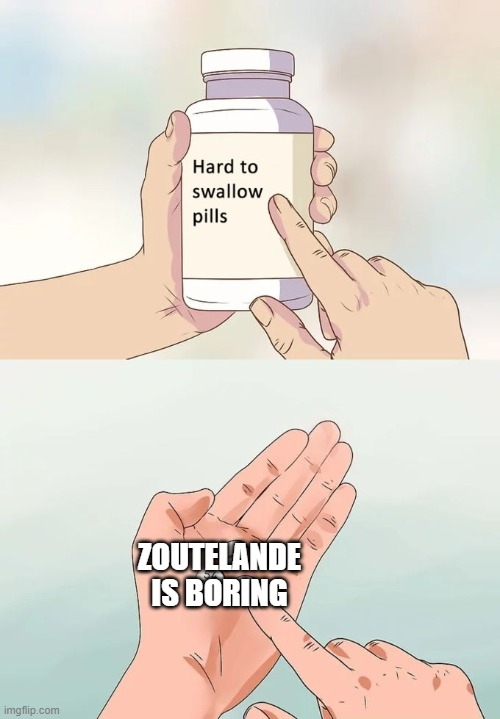 Hard to
swallow
pills
ZOUTELANDE
IS BORING
imgflip.com